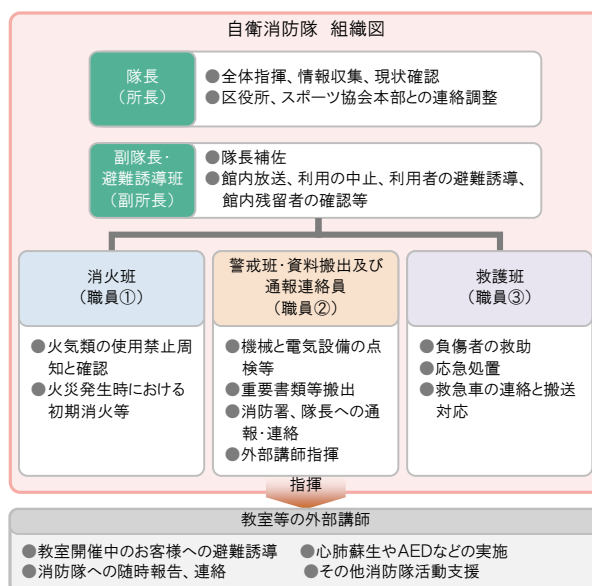 自衛消防隊 組織図
隊長
（所長）
●全体指揮、情報収集、現状確認
●区役所、スポーツ協会本部との連絡調整
副隊長・
避難誘導班
（副所長）
●隊長補佐
●館内放送、利用の中止、利用者の避難誘導、
館内残留者の確認等
消火班
（職員①）
●火気類の使用禁止周
知と確認
●火災発生時における
初期消火等
警戒班・資料搬出及び
通報連絡員
（職員②）
●機械と電気設備の点
検等
●重要書類等搬出
●消防署、隊長への通
報・連絡
●外部講師指揮
救護班
（職員③）
●負傷者の救助
●応急処置
●救急車の連絡と搬送
対応
指揮
教室等の外部講師
●教室開催中のお客様への避難誘導
●消防隊への随時報告、連絡
●心肺蘇生やAEDなどの実施
●その他消防隊活動支援